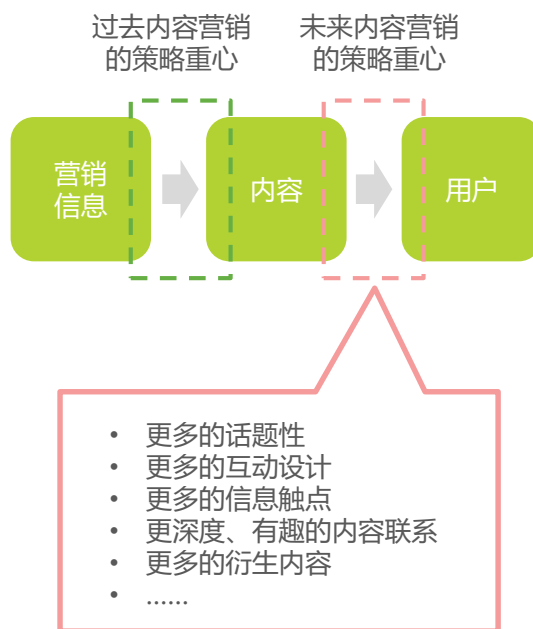 过去内容营销
的策略重心
未来内容营销
的策略重心
营销
信息
内容
用户
• 更多的话题性
• 更多的互动设计
• 更多的信息触点
• 更深度、有趣的内容联系
• 更多的衍生内容
• ......